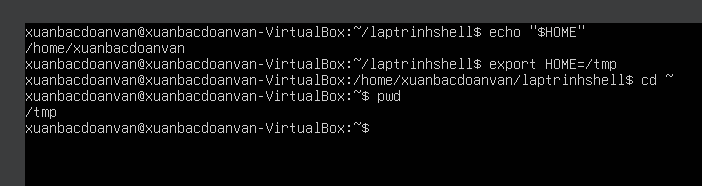 xuanbacdoanvan@xuanbacdoanvan-VirtualBox:~/laptrinhshell$ echo "$HOME"
/home/xuanbacdoanvan
xuanbacdoanvan@xuanbacdoanvan-VirtualBox:~/laptrinhshell$ export HOME=/tmp
xuanbacdoanvan@xuanbacdoanvan-VirtualBox:/home/xuanbacdoanvan/laptrinhshell$ cd ~
xuanbacdoanvan@xuanbacdoanvan-VirtualBox:~$ pwd
/tmp
xuanbacdoanvan@xuanbacdoanvan-VirtualBox:~$